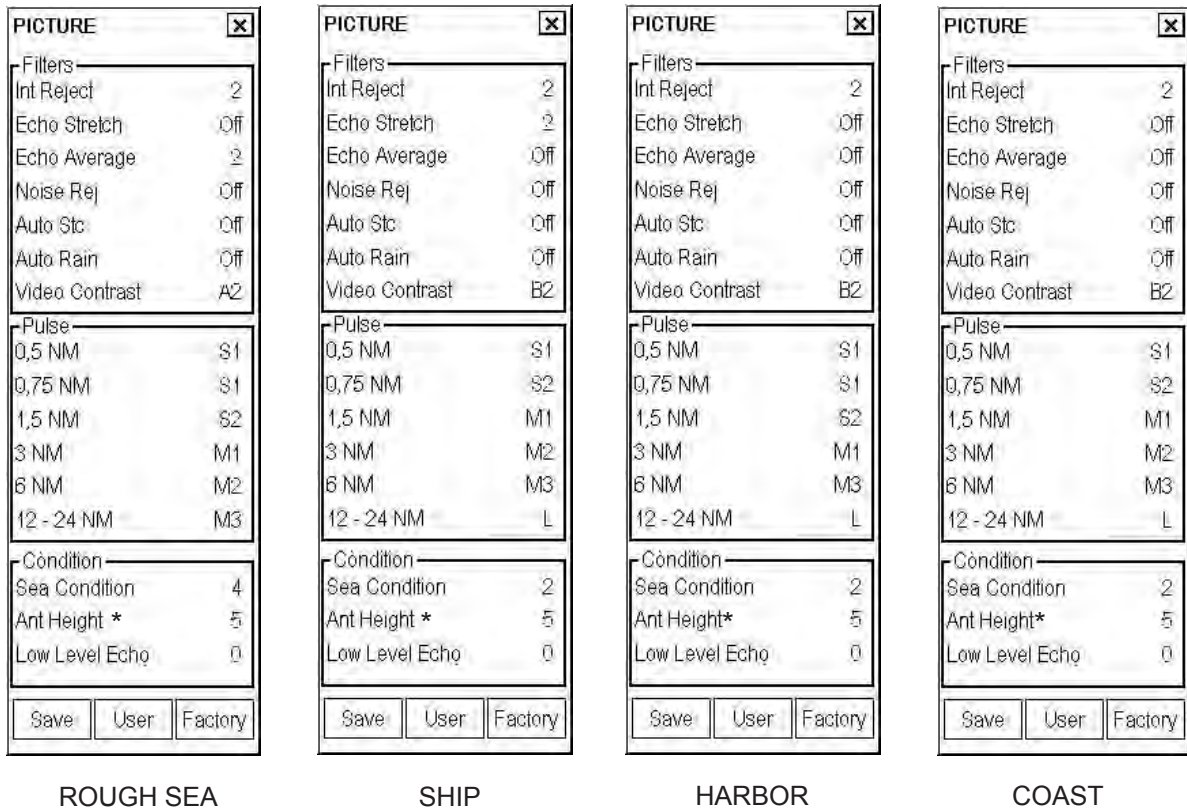 PICTURE X
Filters
Int Reject 2
Echo Stretch Off
Echo Average 2
Noise Rej Off
Auto Stc Off
Auto Rain Off
Video Contrast A2
Pulse
0,5 NM S1
0,75 NM S1
1,5 NM S2
3 NM M1
6 NM M2
12 - 24 NM M3
Condition
Sea Condition 4
Ant Height * 5
Low Level Echo 0
Save User Factory
ROUGH SEA
PICTURE X
Filters
Int Reject 2
Echo Stretch 2
Echo Average Off
Noise Rej Off
Auto Stc Off
Auto Rain Off
Video Contrast B2
Pulse
0,5 NM S1
0,75 NM S2
1,5 NM M1
3 NM M2
6 NM M3
12 - 24 NM L
Condition
Sea Condition 2
Ant Height * 5
Low Level Echo 0
Save User Factory
SHIP
PICTURE X
Filters
Int Reject 2
Echo Stretch Off
Echo Average Off
Noise Rej Off
Auto Stc Off
Auto Rain Off
Video Contrast B2
Pulse
0,5 NM S1
0,75 NM S1
1,5 NM S2
3 NM M1
6 NM M3
12 - 24 NM L
Condition
Sea Condition 2
Ant Height* 5
Low Level Echo 0
Save User Factory
HARBOR
PICTURE X
Filters
Int Reject 2
Echo Stretch Off
Echo Average Off
Noise Rej Off
Auto Stc Off
Auto Rain Off
Video Contrast B2
Pulse
0,5 NM S1
0,75 NM S2
1,5 NM M1
3 NM M2
6 NM M3
12 - 24 NM L
Condition
Sea Condition 2
Ant Height* 5
Low Level Echo 0
Save User Factory
COAST